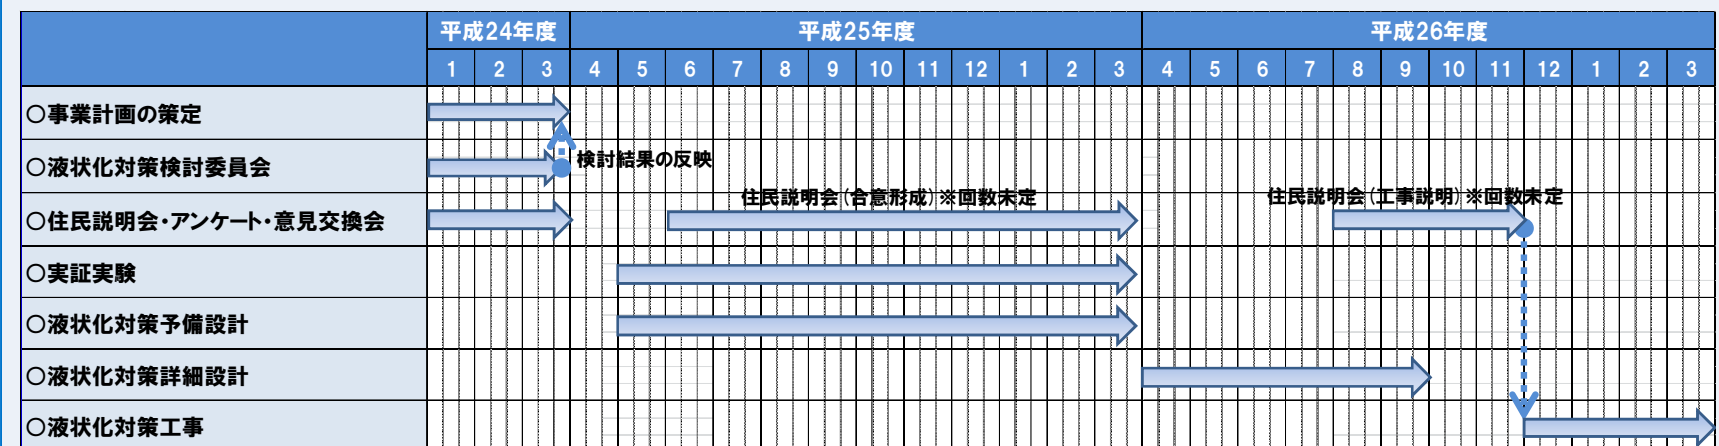 平成24年度 平成25年度 平成26年度
1 2 3 4 5 6 7 8 9 10 11 12 1 2 3 4 5 6 7 8 9 10 11 12 1 2 3
○事業計画の策定
○液状化対策検討委員会
検討結果の反映
住民説明会(合意形成)※回数未定
住民説明会(工事説明)※回数未定
○住民説明会・アンケート・意見交換会
○実証実験
○液状化対策予備設計
○液状化対策詳細設計
○液状化対策工事